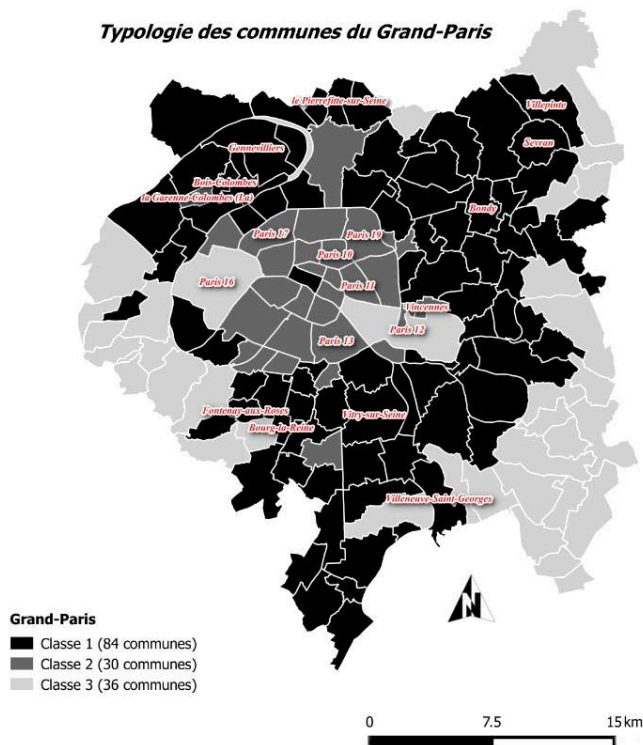 Typologie des communes du Grand-Paris
le Pierrefitte-sur-Seine
Villepinte
Gennevilliers
Sevran
Bois-Colombes
la Garenne-Colombes (La)
Bondy
Paris 17
Paris 19
Paris 10
Paris 16
Paris 11
Vincennes
Paris 12
Paris 13
Fontenay-aux-Roses
Vitry-sur-Seine
Bourg-la-Reine
Villeneuve-Saint-Georges
N
Grand-Paris
Classe 1 (84 communes)
Classe 2 (30 communes)
Classe 3 (36 communes)
0 7.5 15 km